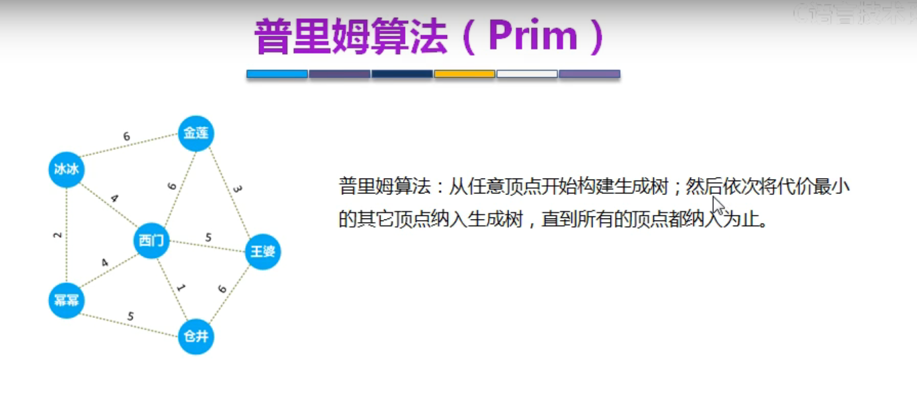 普里姆算法（Prim）
金莲
6
冰冰
4
6
3
2
西门
5
王婆
4
1
6
幂幂
5
仓井
普里姆算法：从任意顶点开始构建生成树；然后依次将代价最小
的其它顶点纳入生成树，直到所有的顶点都纳入为止。